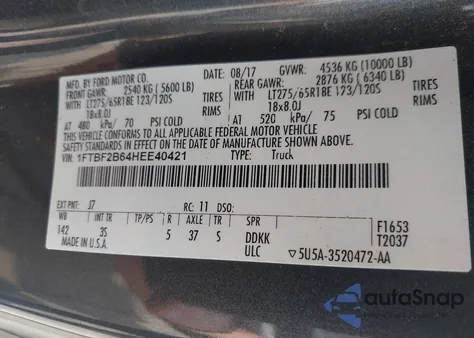 MFD. BY FORD MOTOR CO.
DATE: 08/17 GVWR: 4536 KG (10000 LB)
FRONT GAWR: 2540 KG ( 5600 LB) REAR GAWR: 2876 KG ( 6340 LB)
WITH LT275/65R18E 123/120S TIRES WITH LT275/65R18E 123/120S TIRES
18x8.0J RIMS 18x8.0J RIMS
AT 480 kPa/ 70 PSI COLD AT 520 kPa/ 75 PSI COLD
THIS VEHICLE CONFORMS TO ALL APPLICABLE FEDERAL MOTOR VEHICLE
SAFETY STANDARDS IN EFFECT ON THE DATE OF MANUFACTURE SHOWN ABOVE.
VIN: 1FTBF2B64HEE40421 TYPE: Truck
EXT PNT: J7 RC: 11 DSO:
WB INT TR TP/PS R AXLE TR SPR F1653
142 3S 5 37 S DDKK T2037
MADE IN U.S.A. ULC 5U5A-3520472-AA
autoSnap